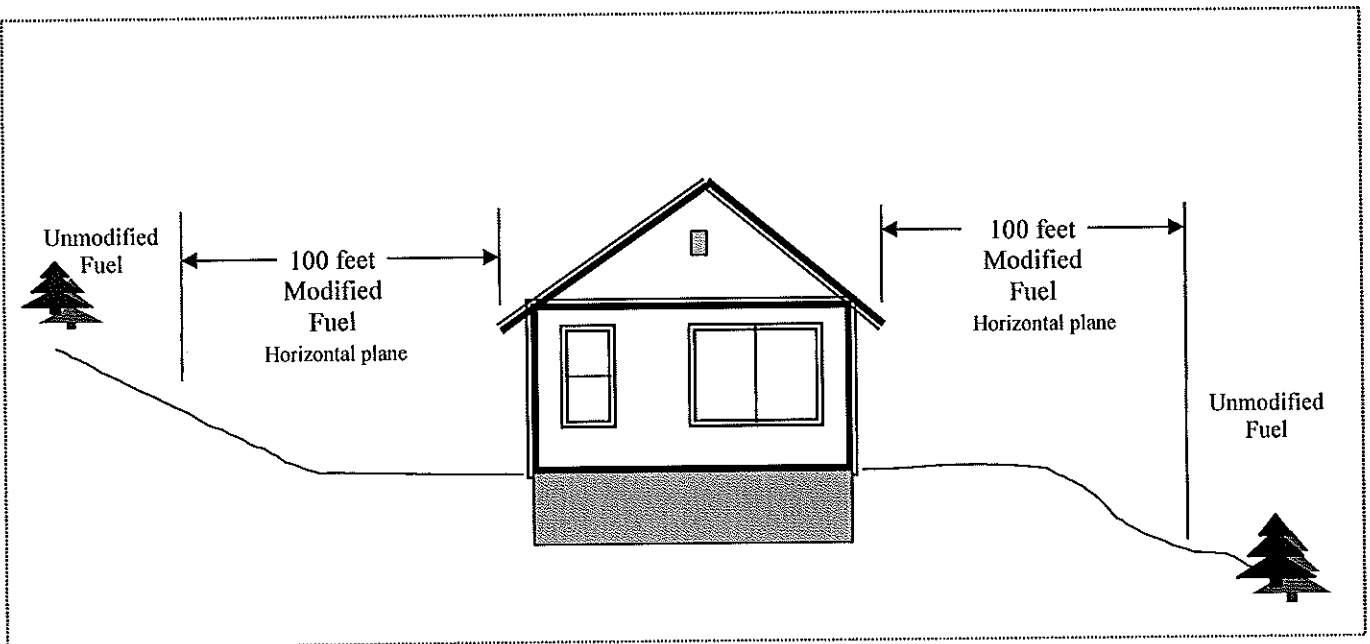 Unmodified
Fuel
100 feet
Modified
Fuel
Horizontal plane
100 feet
Modified
Fuel
Horizontal plane
Unmodified
Fuel